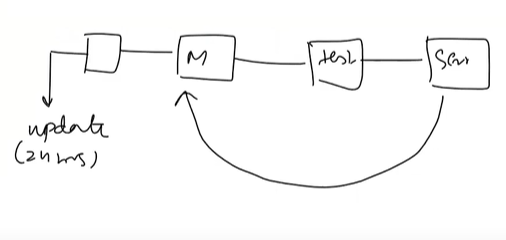 M
test
Serv
update
(24 hrs)